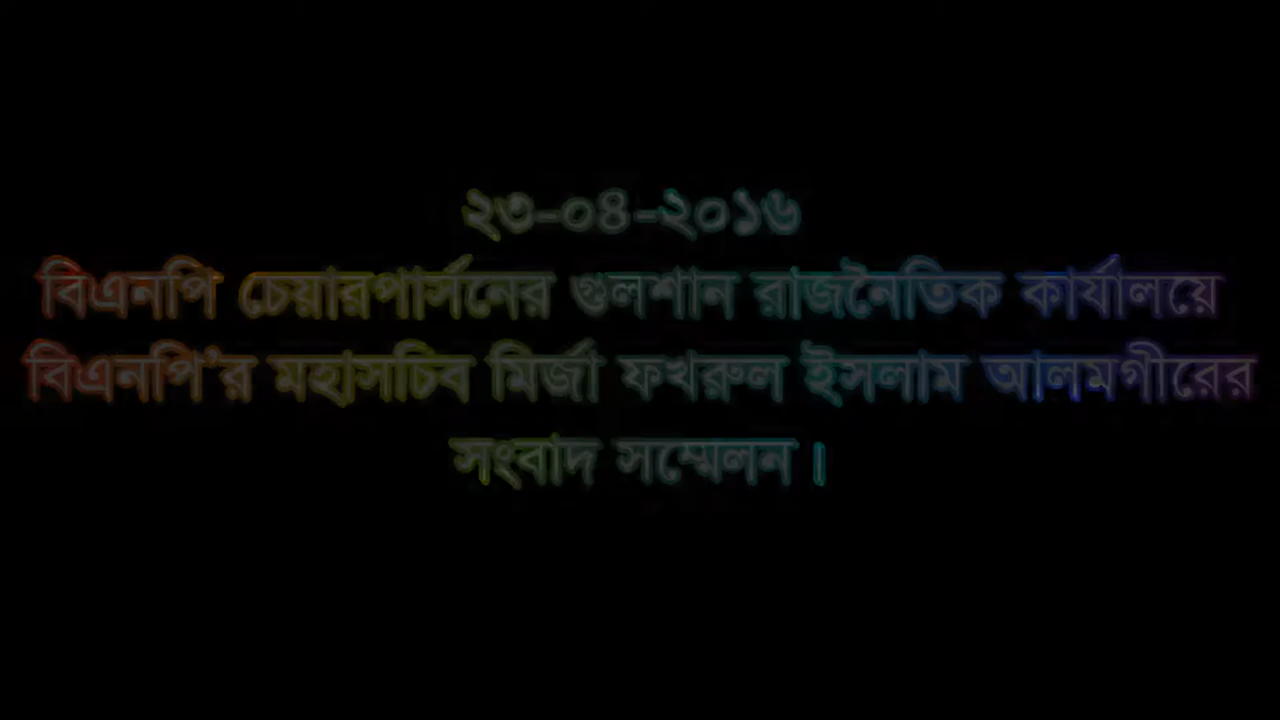 ২৩-০৪-২০১৬
বিএনপি চেয়ারপার্সনের গুলশান রাজনৈতিক কার্যালয়ে
বিএনপি'র মহাসচিব মির্জা ফখরুল ইসলাম আলমগীরের
সংবাদ সম্মেলন।